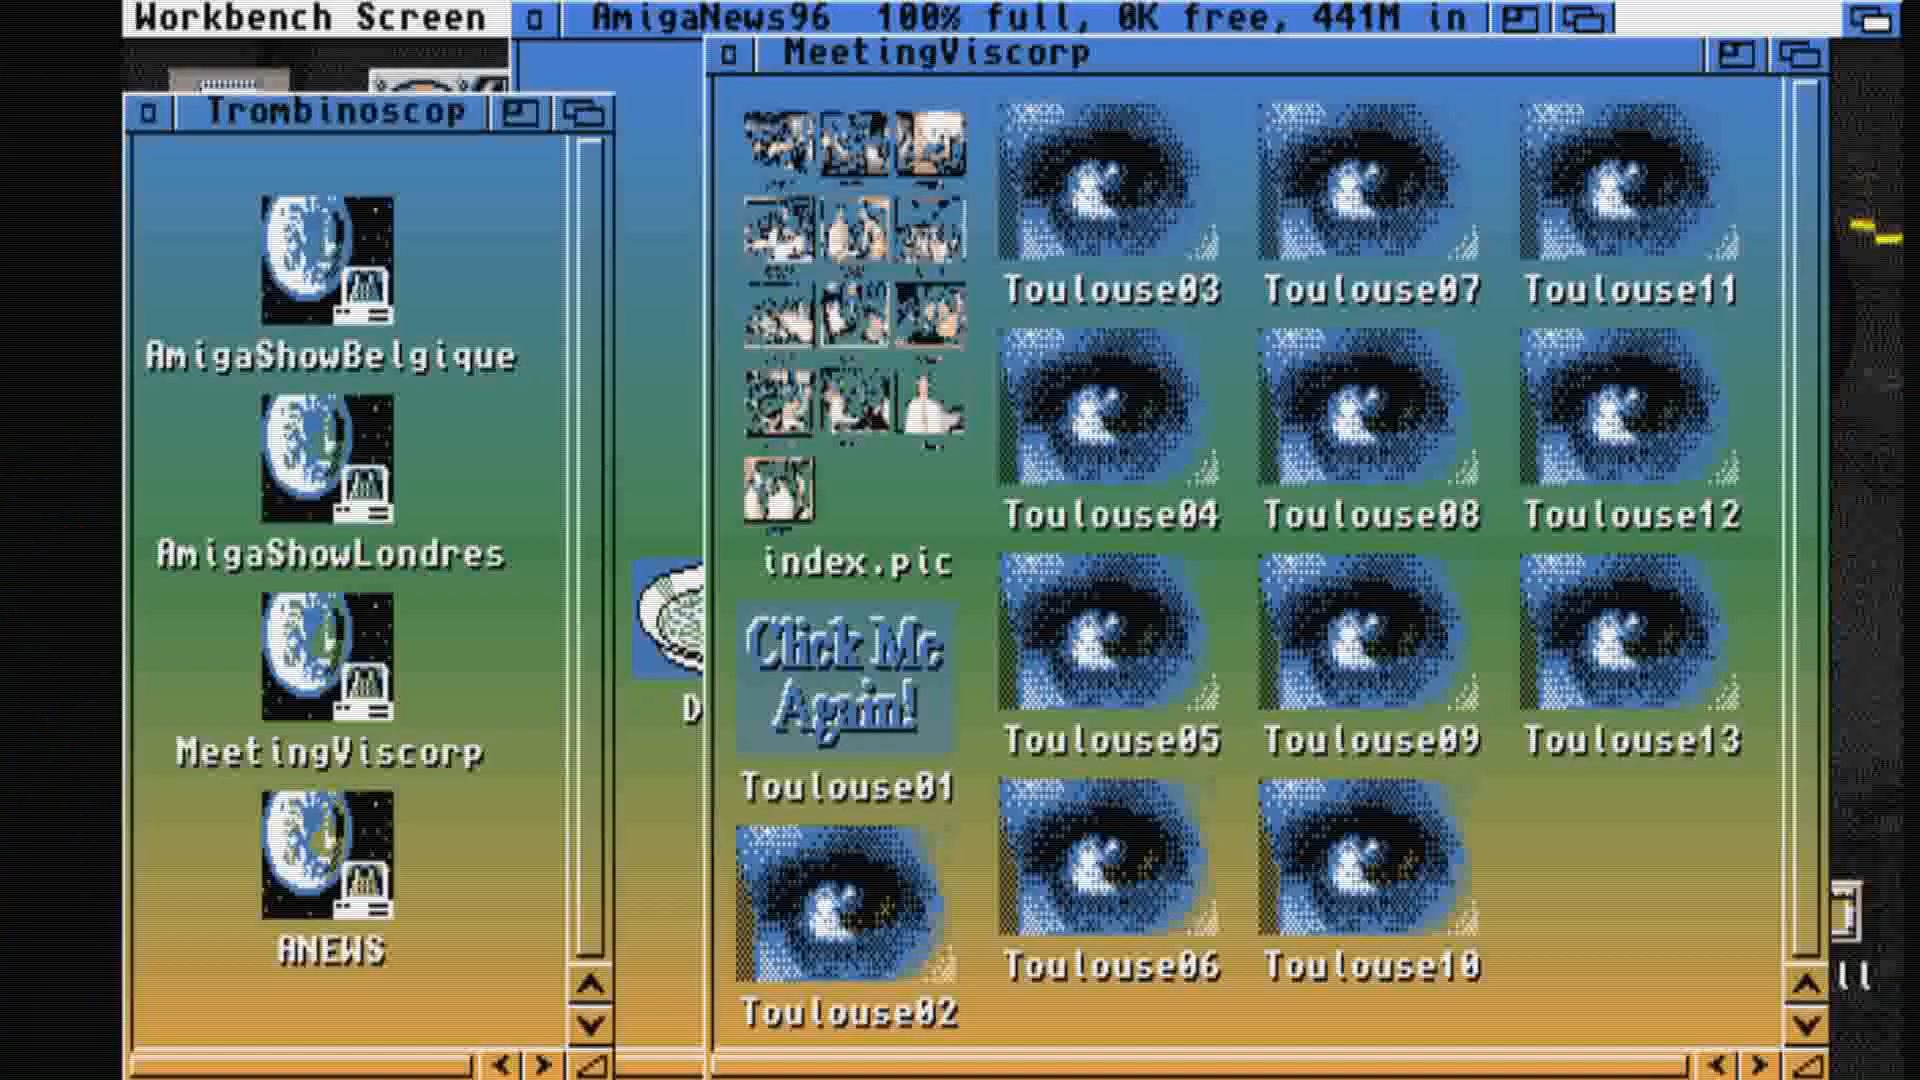 Workbench Screen
AmigaNews96 100% full, 0K free, 441M in
MeetingViscorp
Trombinoscop
AmigaShowBelgique
AmigaShowLondres
MeetingViscorp
ANEWS
D
index.pic
Click Me
Again!
Toulouse01
Toulouse02
Toulouse03
Toulouse04
Toulouse05
Toulouse06
Toulouse07
Toulouse08
Toulouse09
Toulouse10
Toulouse11
Toulouse12
Toulouse13
ll